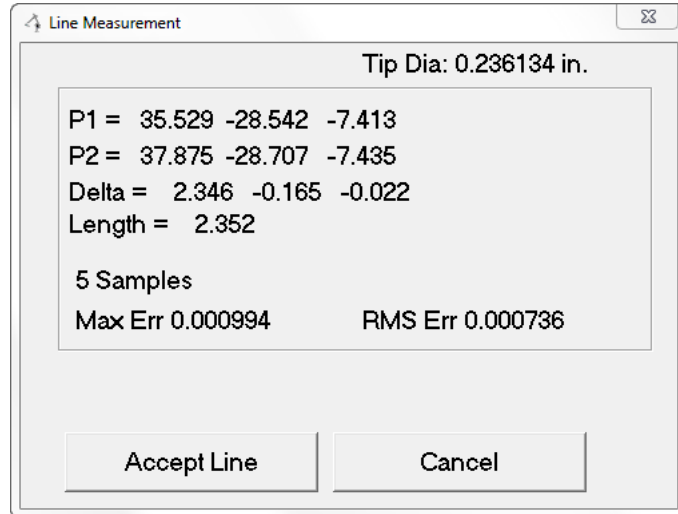 Line Measurement
Tip Dia: 0.236134 in.
P1 = 35.529 -28.542 -7.413
P2 = 37.875 -28.707 -7.435
Delta = 2.346 -0.165 -0.022
Length = 2.352
5 Samples
Max Err 0.000994 RMS Err 0.000736
Accept Line Cancel